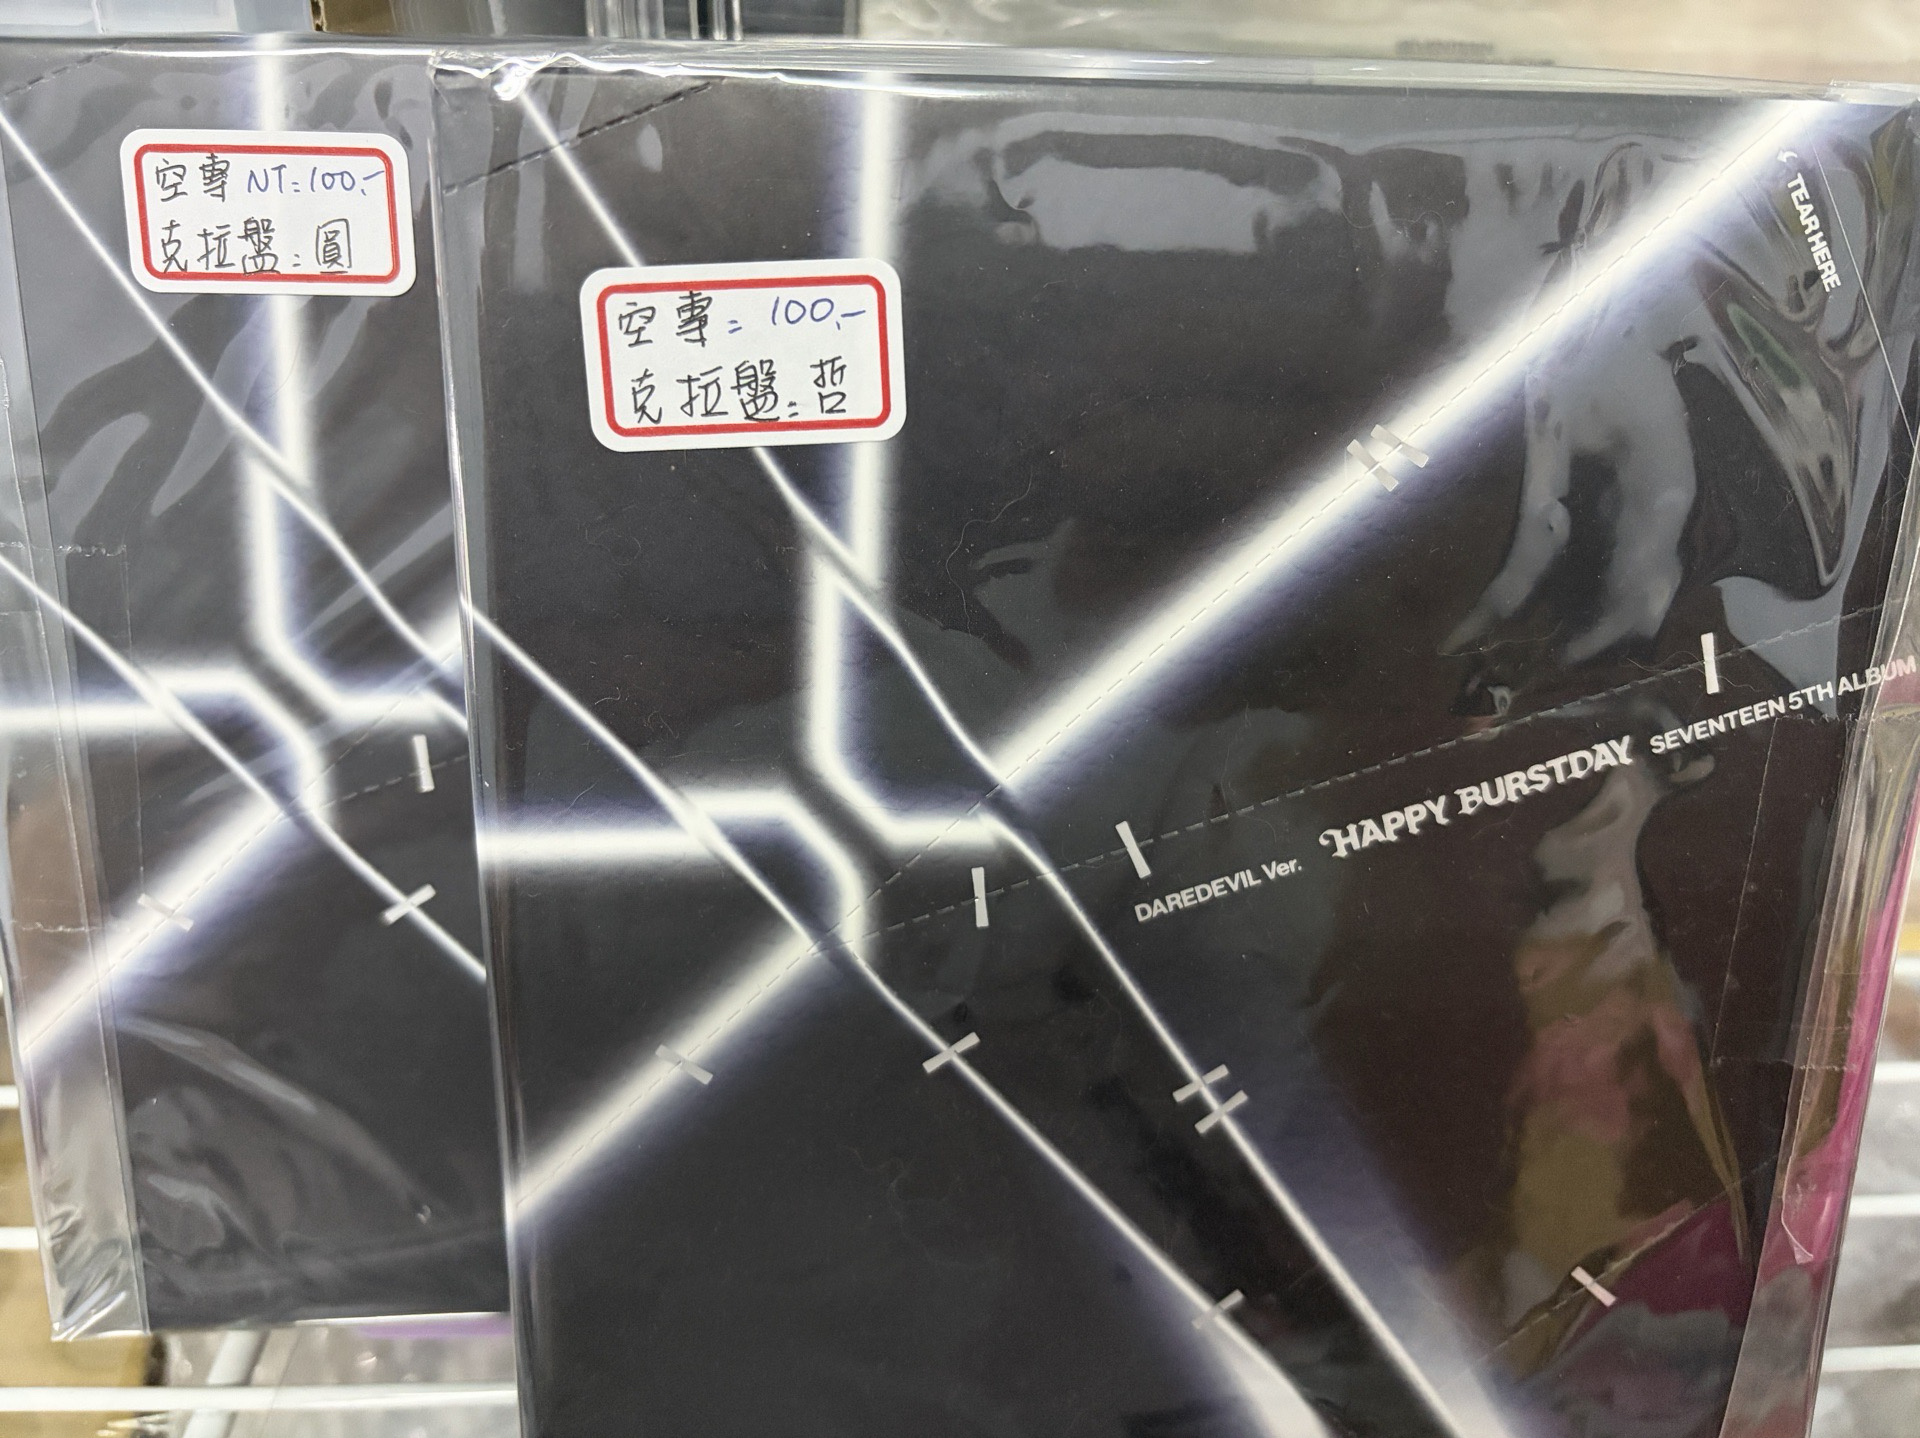 空專 NT=100.-
克拉盤:圓
空專= 100.-
克拉盤:哲
TEAR HERE
DAREDEVIL Ver. HAPPY BURSTDAY SEVENTEEN 5TH ALBUM